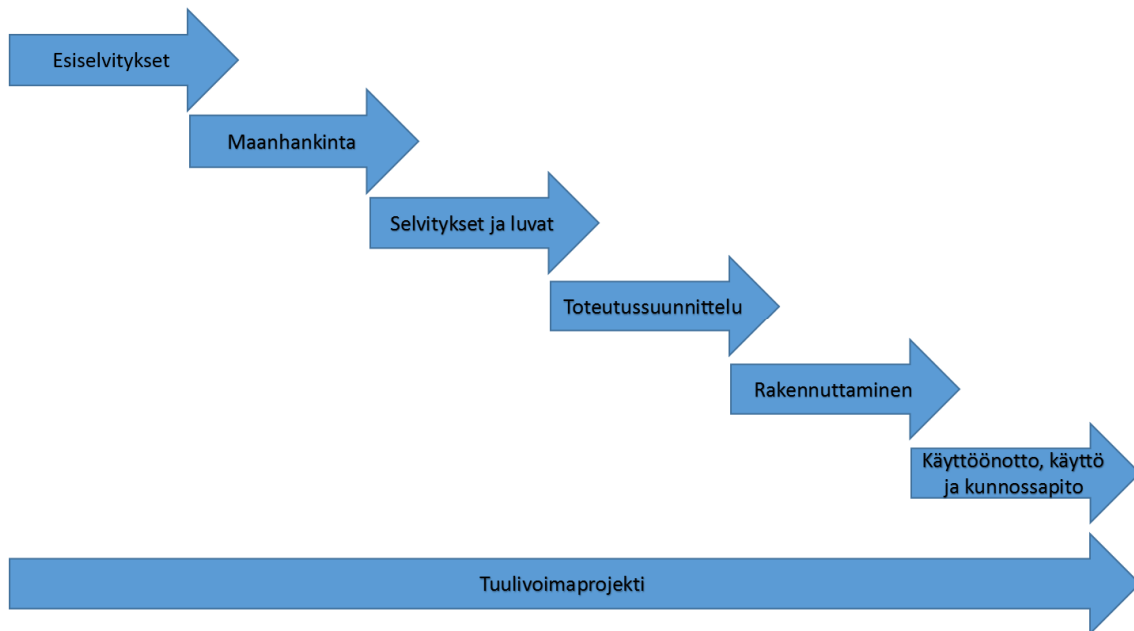 Esiselvitykset
Maanhankinta
Selvitykset ja luvat
Toteutussuunnittelu
Rakennuttaminen
Käyttöönotto, käyttö
ja kunnossapito
Tuulivoimaprojekti